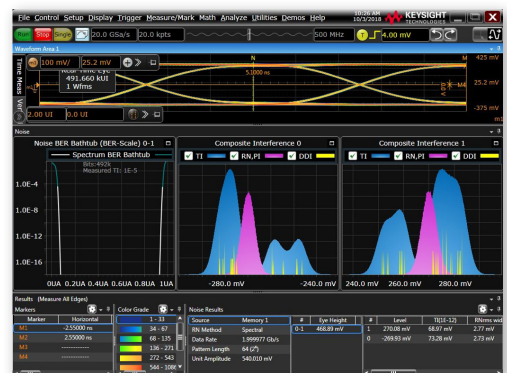 File Control Setup Display Trigger Measure/Mark Math Analyze Utilities Demos Help
10:26 AM
10/3/2018
KEYSIGHT
TECHNOLOGIES
Run Stop Single 20.0 GSa/s 20.0 kpts 500 MHz T 4.00 mV
Waveform Area 1
100 mV/ 25.2 mV
Real Time Eye
491.660 kUI
1 Wfms
5.1000 ns
425 mV
25.2 mV
0.0 V
M4
-375 mV
2.00 UI 0.0 UI
Time Meas
m1
Noise
Noise BER Bathtub (BER-Scale) 0-1
Spectrum BER Bathtub
Bits:492k
Measured TI: 1E-5
1.0E-4
1.0E-8
1.0E-12
1.0E-16
0UA 0.2UA 0.4UA 0.6UA 0.8UA 1UA
Composite Interference 0
TI RN,PI DDI
-280.0 mV -240.0 mV
Composite Interference 1
TI RN,PI DDI
240.0 mV 260.0 mV 280.0 mV
Results (Measure All Edges)
Markers
Marker Horizontal
M1 -2.55000 ns
M2 2.55000 ns
M3 ------------
M4 ------------
Color Grade
1 - 33
34 - 67
68 - 135
136 - 271
272 - 543
544 - 1086
Noise Results
Source Memory 1
RN Method Spectral
Data Rate 1.999977 Gb/s
Pattern Length
Unit Amplitude 540.010 mV
# Eye Height
0-1 468.89 mV
# Level TI(1E-12) RNrms wid
1 270.08 mV 68.97 mV 2.77 mV
0 -269.93 mV 73.28 mV 2.73 mV